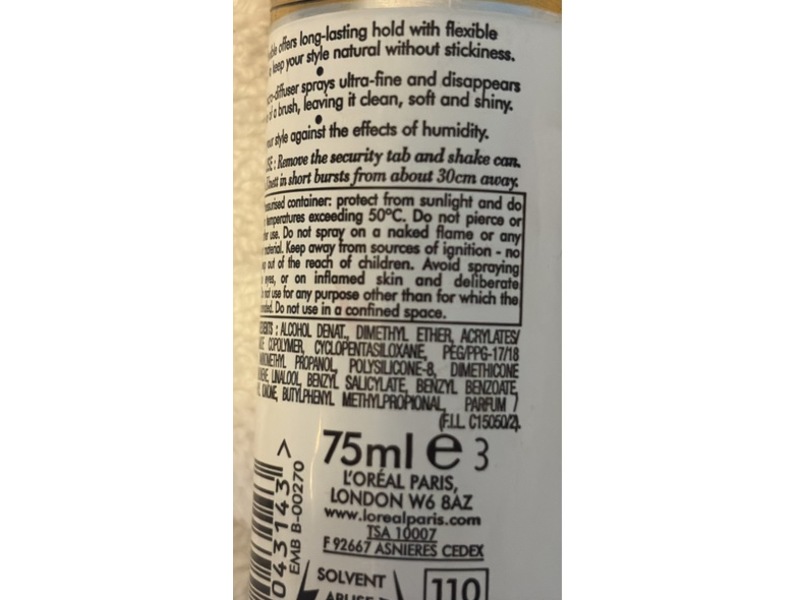 offers long-lasting hold with flexible
keep your style natural without stickiness.
•
-diffuser sprays ultra-fine and disappears
of a brush, leaving it clean, soft and shiny.
•
your style against the effects of humidity.
: Remove the security tab and shake can.
in short bursts from about 30cm away.
container: protect from sunlight and do
temperatures exceeding 50°C. Do not pierce or
use. Do not spray on a naked flame or any
material. Keep away from sources of ignition - no
out of the reach of children. Avoid spraying
eyes, or on inflamed skin and deliberate
not use for any purpose other than for which the
Do not use in a confined space.
: ALCOHOL DENAT., DIMETHYL ETHER, ACRYLATES/
COPOLYMER, CYCLOPENTASILOXANE, PEG/PPG-17/18
PROPANOL, POLYSILICONE-8, DIMETHICONE
LINALOOL, BENZYL SALICYLATE, BENZYL BENZOATE,
BUTYLPHENYL METHYLPROPIONAL, PARFUM /
(F.I.L. C15050/2).
75ml e 3
L'ORÉAL PARIS,
LONDON W6 8AZ
www.lorealparis.com
TSA 10007
F 92667 ASNIERES CEDEX
043143 >
EMB B-00270
SOLVENT
ABUSE
110